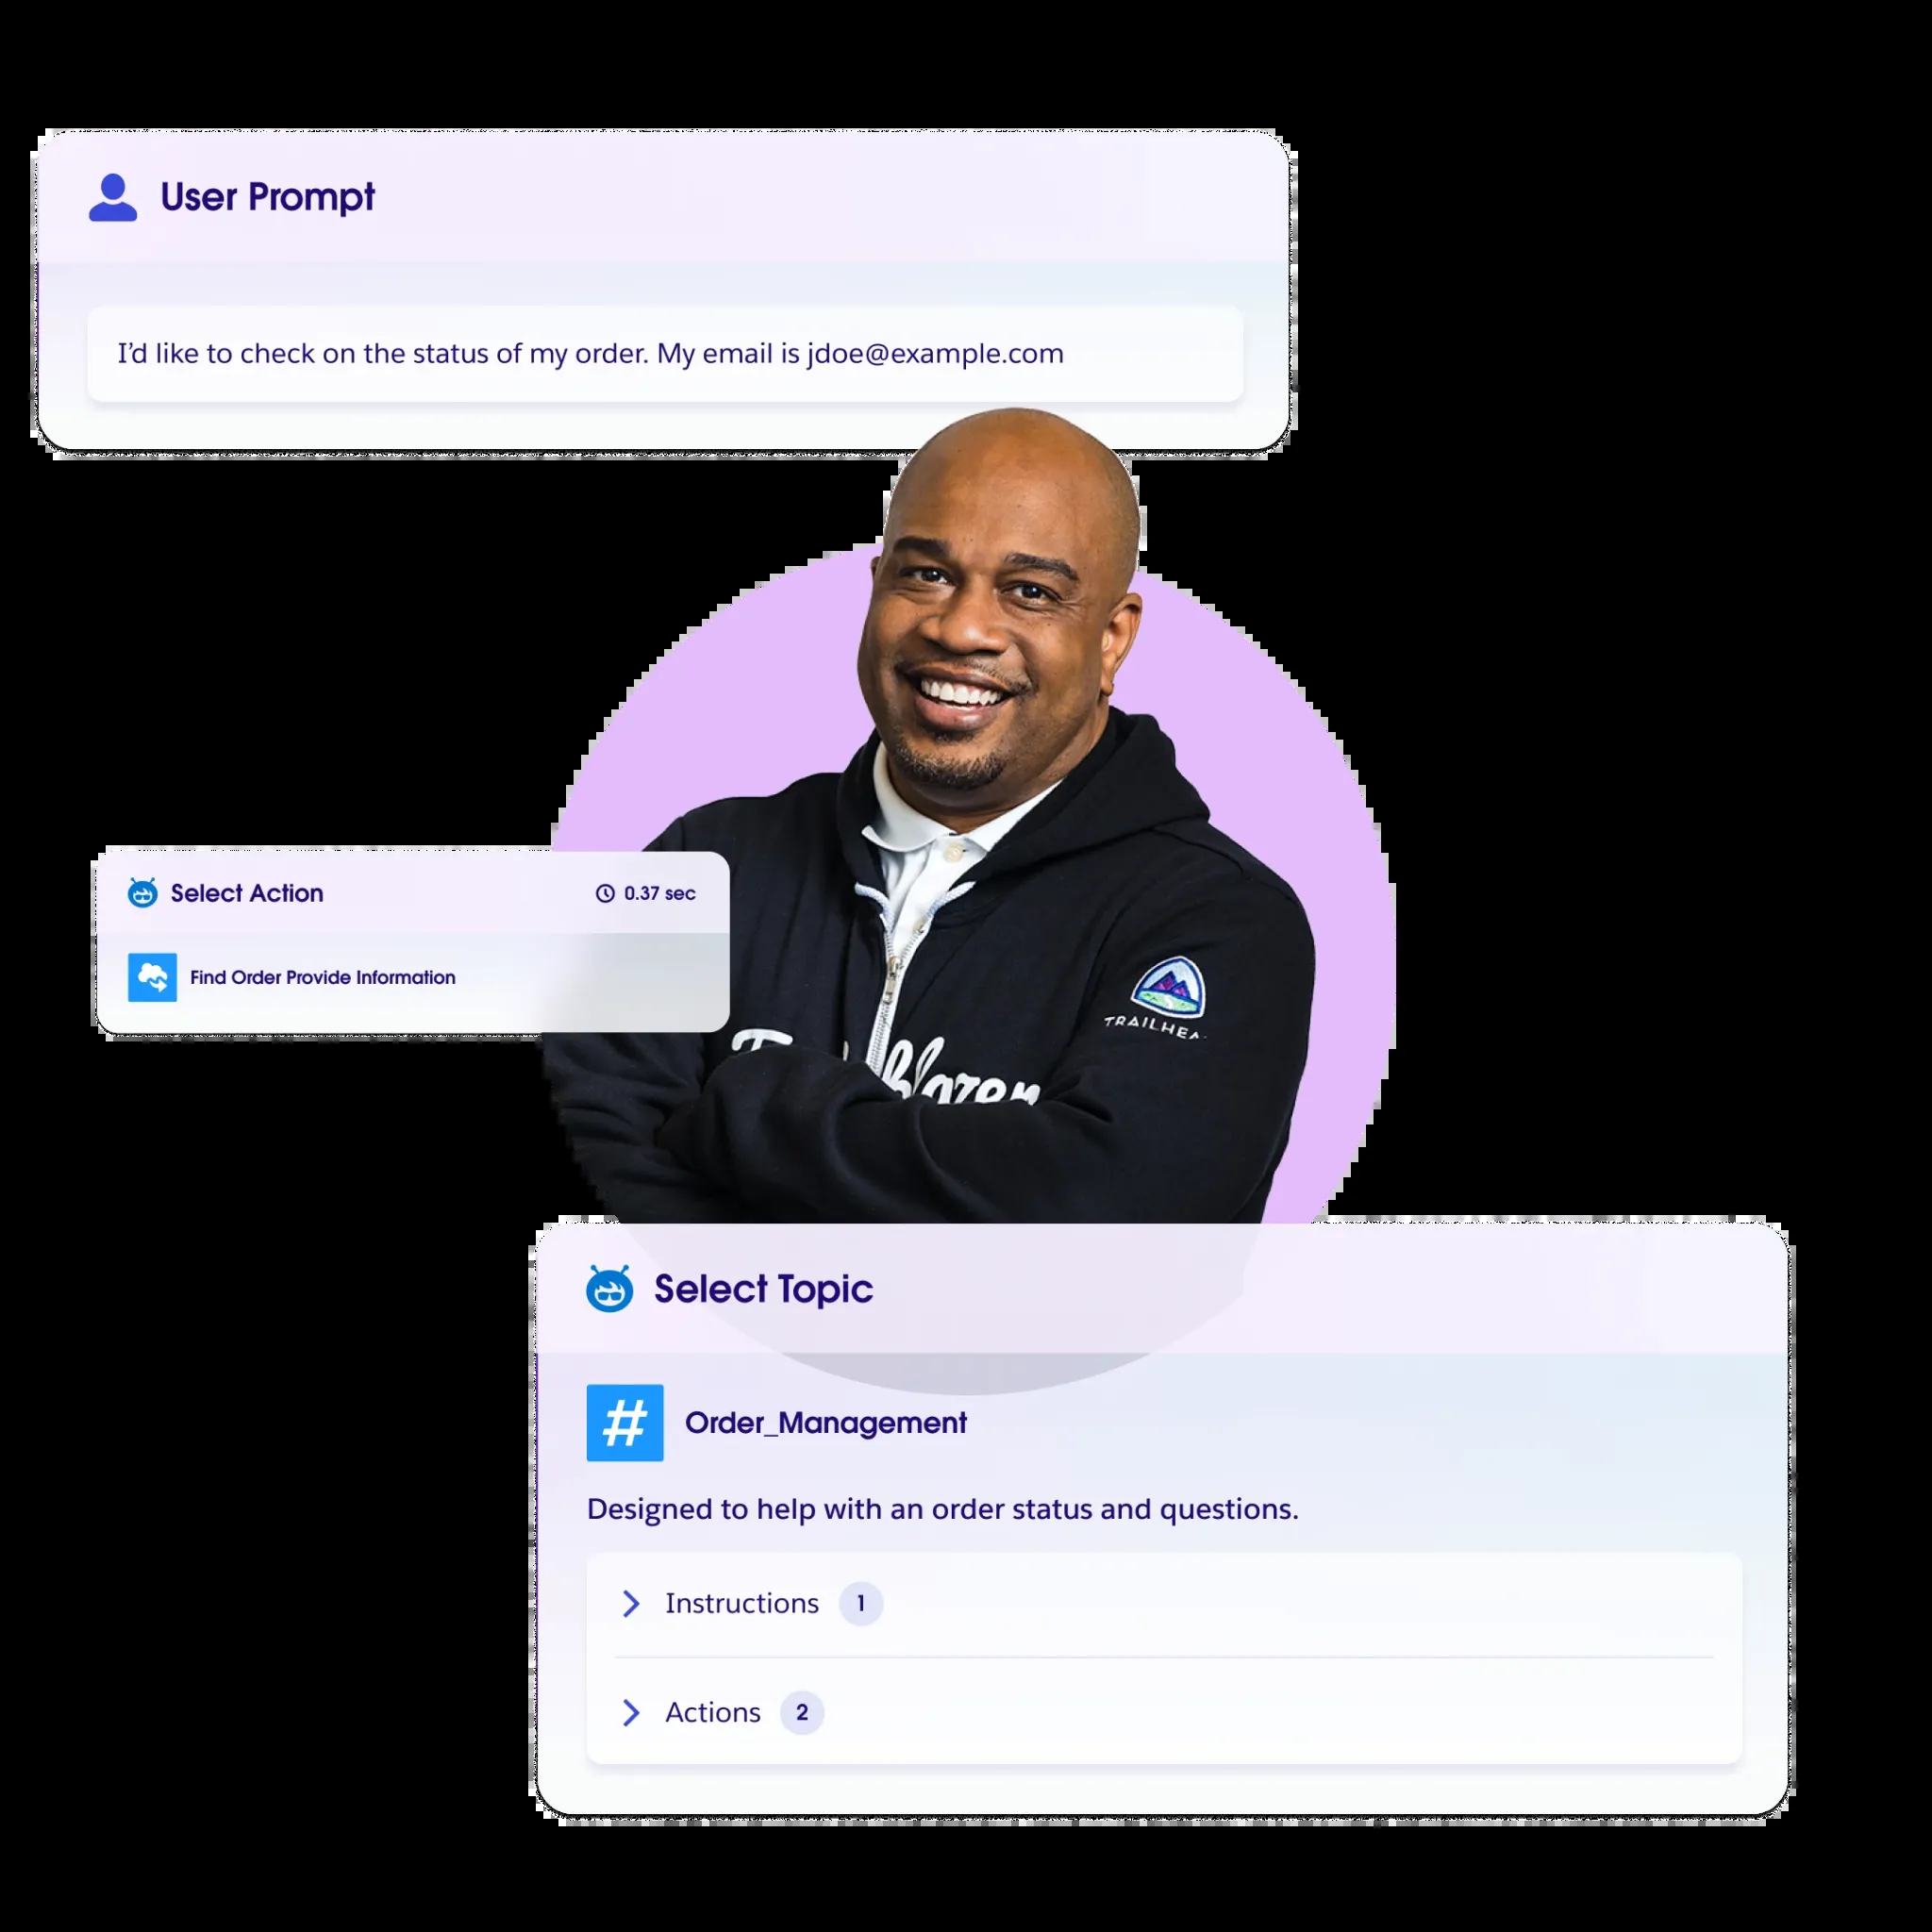 User Prompt
I’d like to check on the status of my order. My email is jdoe@example.com
Select Action
0.37 sec
Find Order Provide Information
Select Topic
# Order_Management
Designed to help with an order status and questions.
Instructions 1
Actions 2